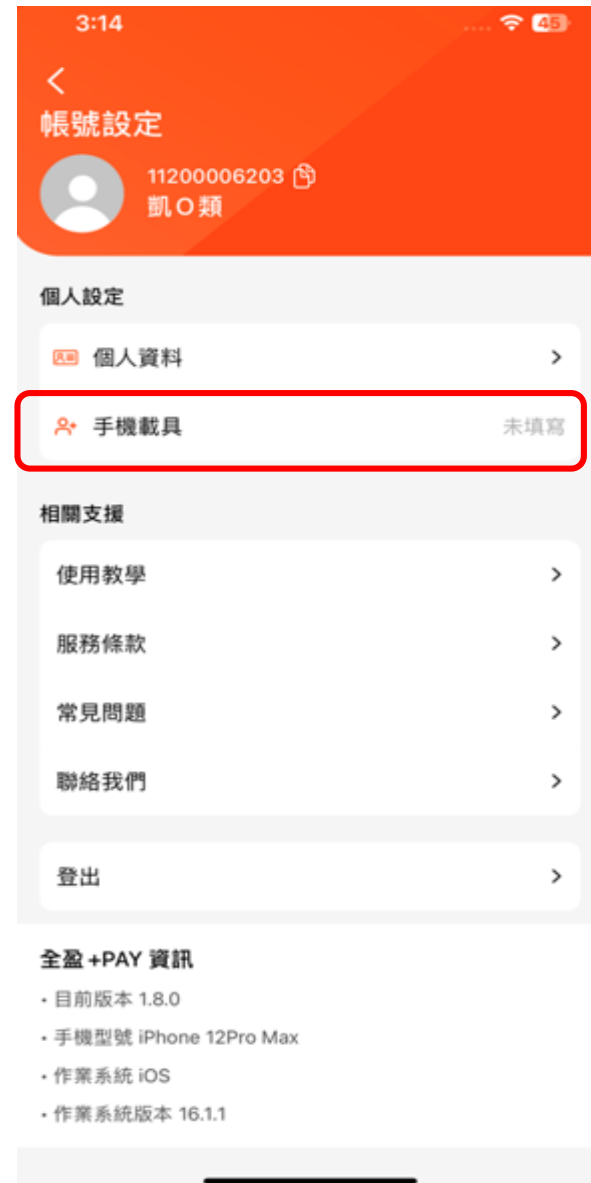 3:14
45
帳號設定
11200006203
凱O類
個人設定
個人資料
手機載具 未填寫
相關支援
使用教學
服務條款
常見問題
聯絡我們
登出
全盈+PAY 資訊
・目前版本 1.8.0
・手機型號 iPhone 12Pro Max
・作業系統 iOS
・作業系統版本 16.1.1